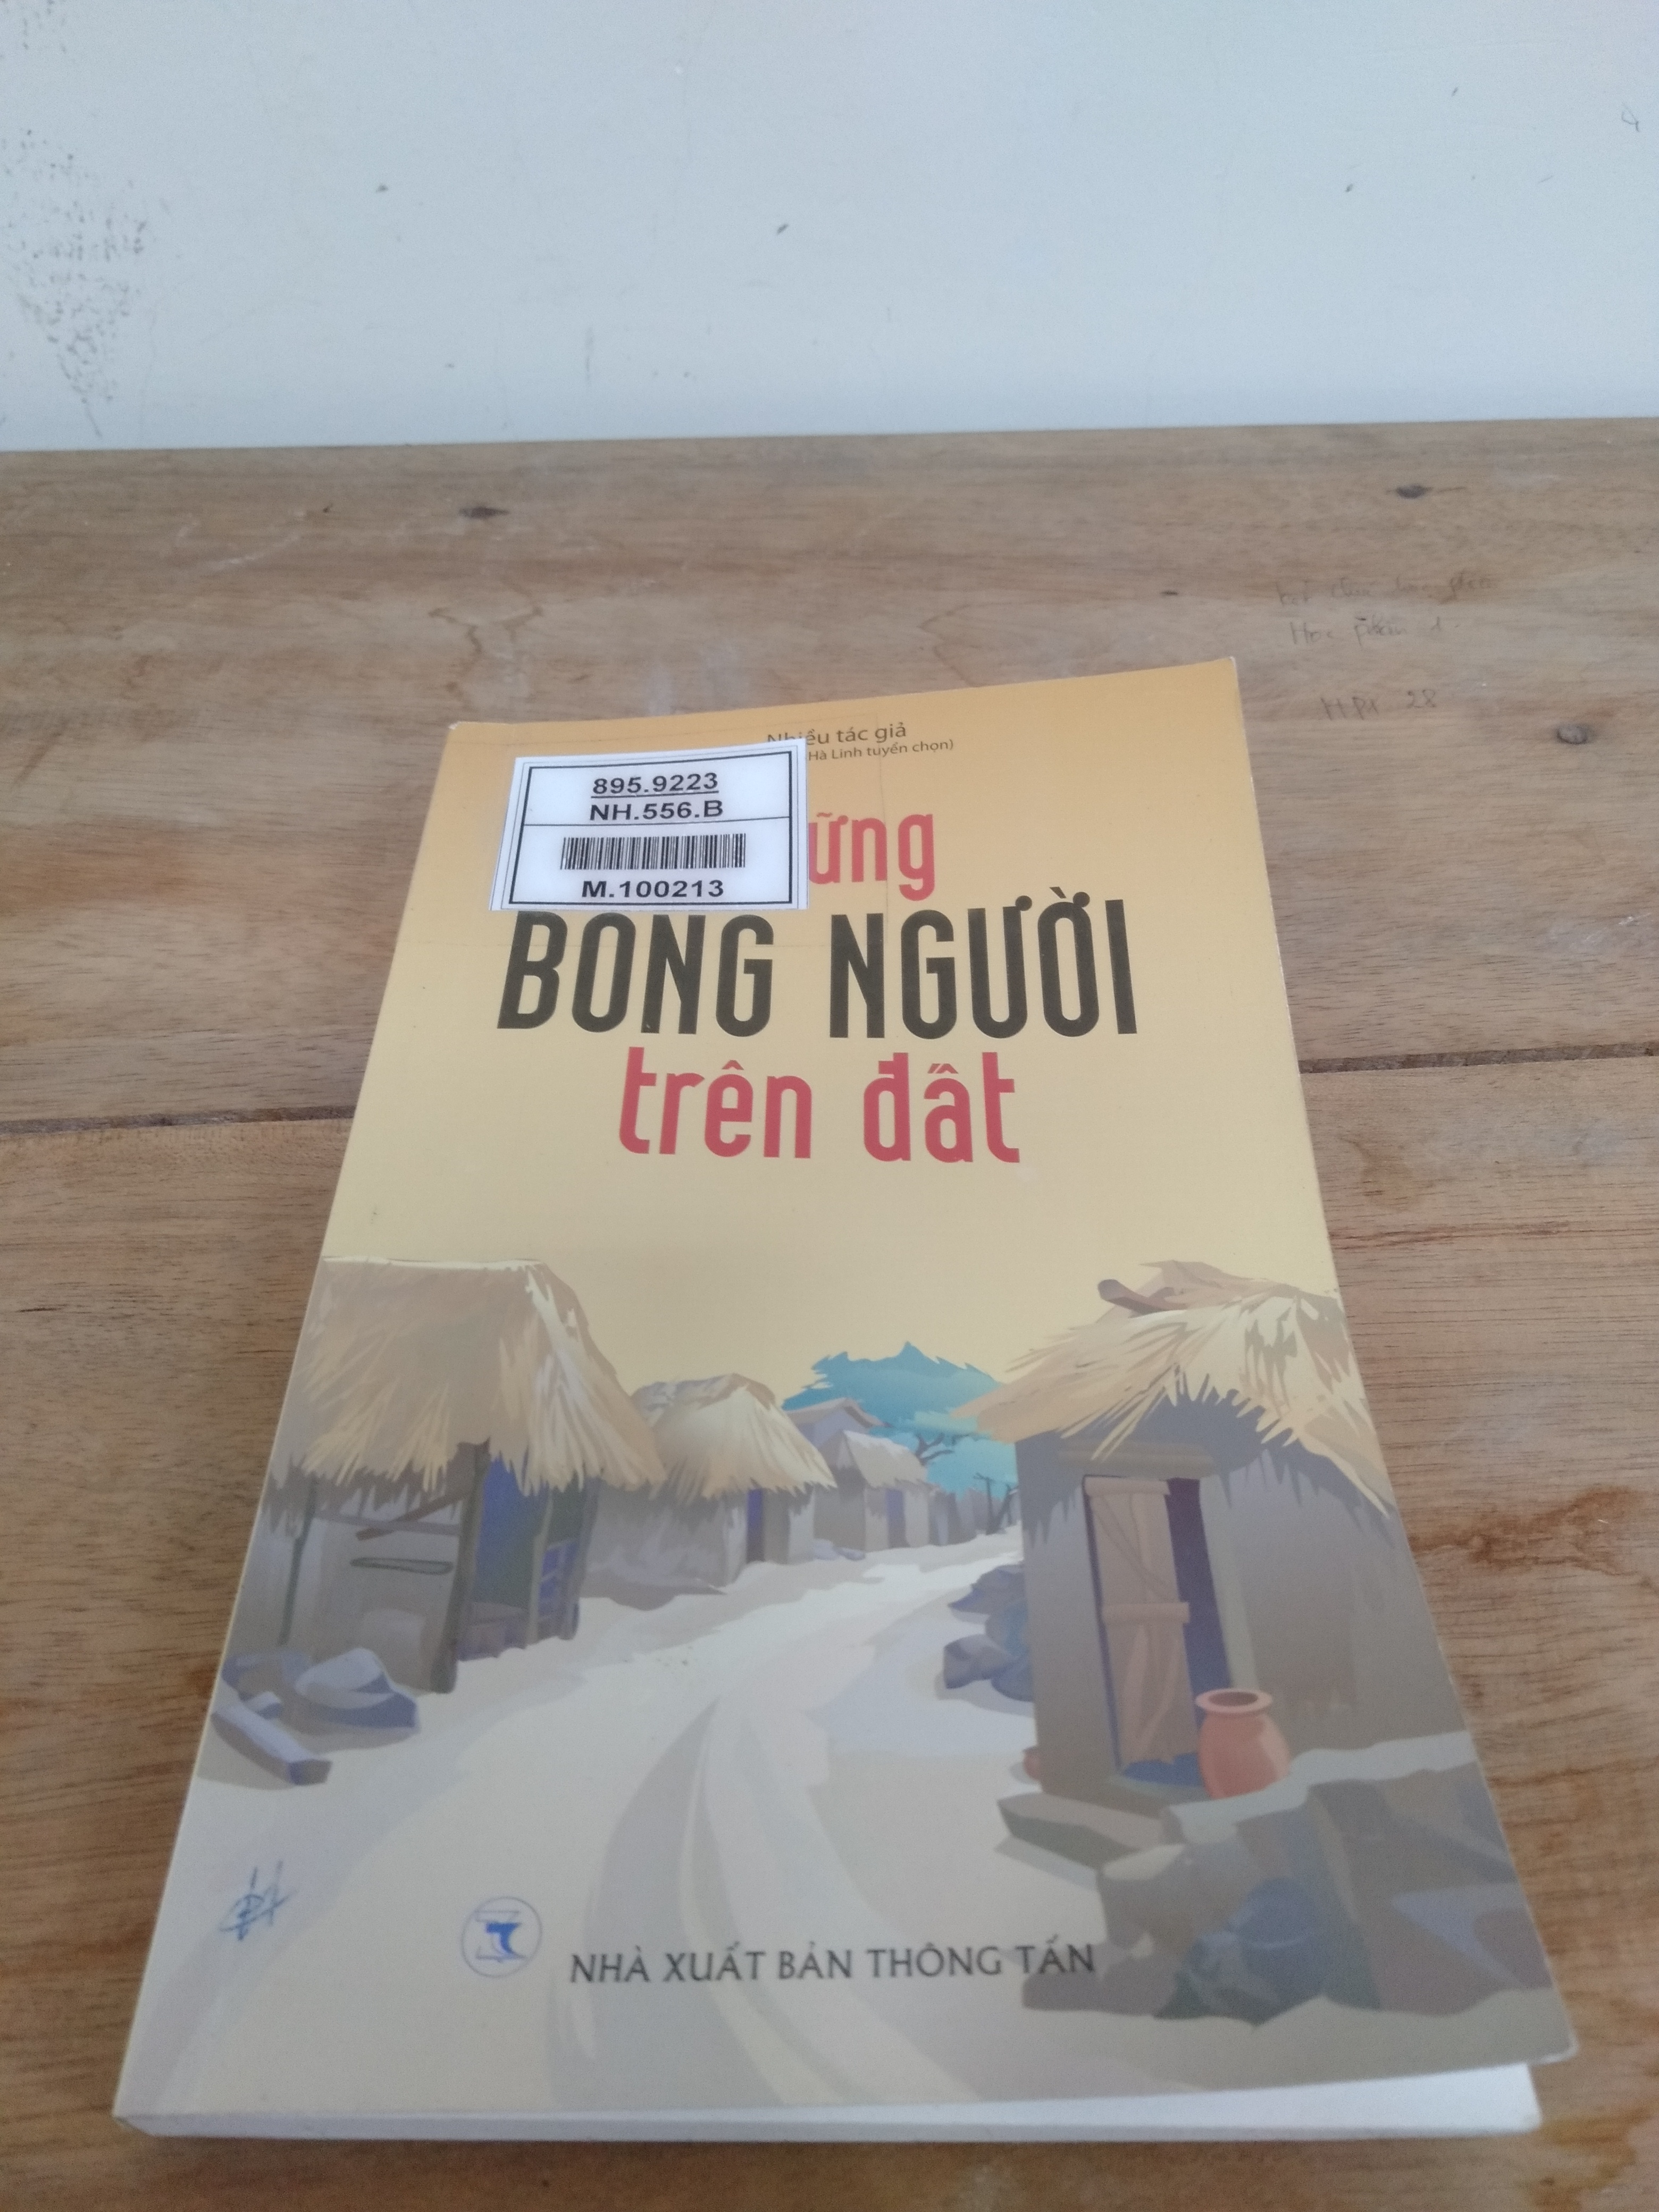 Nhiều tác giả
Hà Linh tuyển chọn)
895.9223
NH.556.B
M.100213
ững
BÓNG NGƯỜI
trên đất
NHÀ XUẤT BẢN THÔNG TẤN